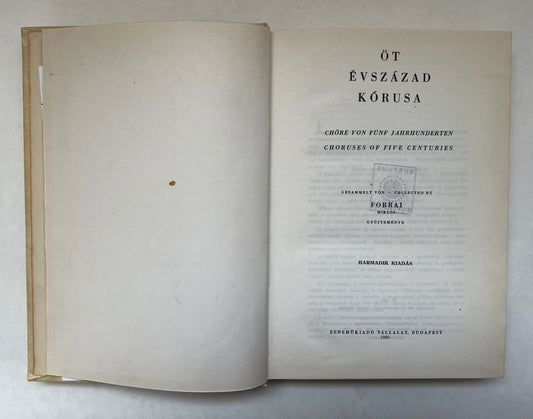 ÖT
ÉVSZÁZAD
KÓRUSA
CHÖRE VON FÜNF JAHRHUNDERTEN
CHORUSES OF FIVE CENTURIES
GESAMMELT VON – COLLECTED BY
FORRAI
MIKLÓS
GYŰJTEMÉNYE
HARMADIK KIADÁS
ZENEMŰKIADÓ VÁLLALAT, BUDAPEST